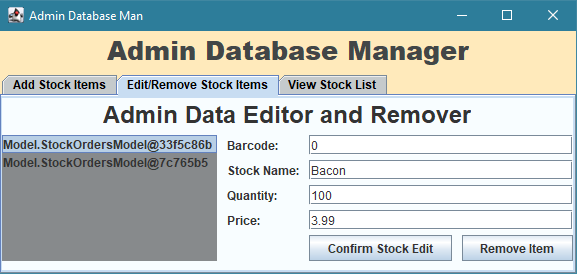 Admin Database Man
Admin Database Manager
Add Stock Items Edit/Remove Stock Items View Stock List
Admin Data Editor and Remover
Model.StockOrdersModel@33f5c86b
Model.StockOrdersModel@7c765b5
Barcode: 0
Stock Name: Bacon
Quantity: 100
Price: 3.99
Confirm Stock Edit Remove Item